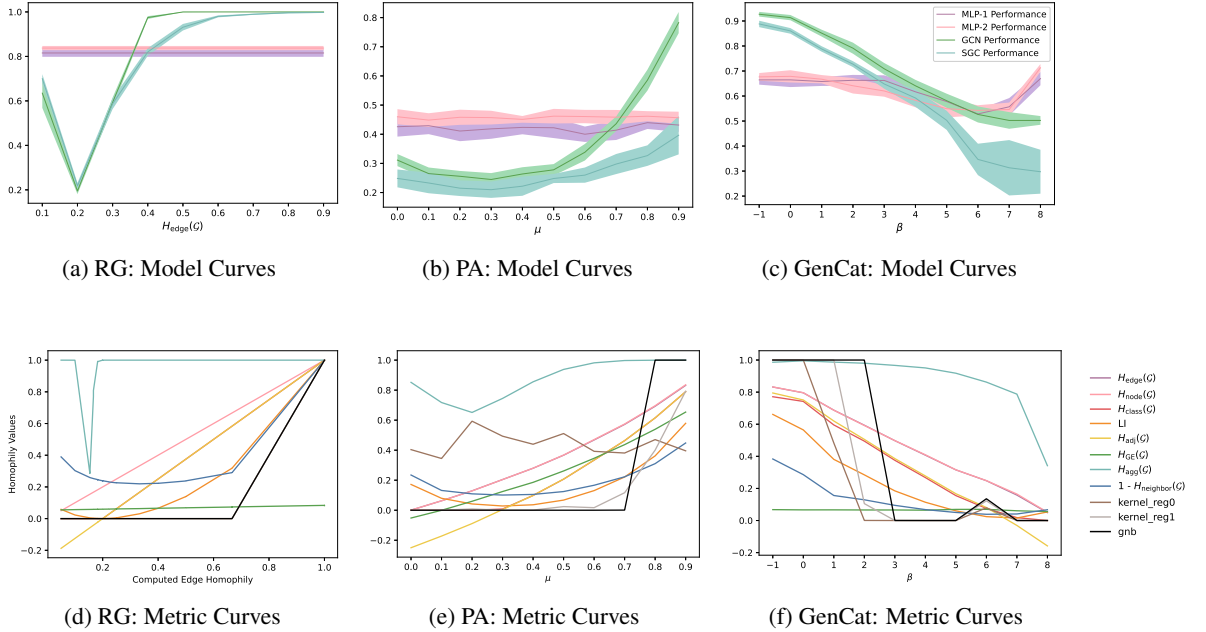 1.0
0.8
0.6
0.4
0.2
0.1 0.2 0.3 0.4 0.5 0.6 0.7 0.8 0.9
H_edge(𝒢)
(a) RG: Model Curves
0.8
0.7
0.6
0.5
0.4
0.3
0.2
0.0 0.1 0.2 0.3 0.4 0.5 0.6 0.7 0.8 0.9
μ
(b) PA: Model Curves
0.9
0.8
0.7
0.6
0.5
0.4
0.3
0.2
−1 0 1 2 3 4 5 6 7 8
β
MLP-1 Performance
MLP-2 Performance
GCN Performance
SGC Performance
(c) GenCat: Model Curves
Homophily Values
1.0
0.8
0.6
0.4
0.2
0.0
−0.2
0.2 0.4 0.6 0.8 1.0
Computed Edge Homophily
(d) RG: Metric Curves
1.0
0.8
0.6
0.4
0.2
0.0
−0.2
0.0 0.1 0.2 0.3 0.4 0.5 0.6 0.7 0.8 0.9
μ
(e) PA: Metric Curves
1.0
0.8
0.6
0.4
0.2
0.0
−0.2
−1 0 1 2 3 4 5 6 7 8
β
(f) GenCat: Metric Curves
H_edge(𝒢)
H_node(𝒢)
H_class(𝒢)
LI
H_adj(𝒢)
H_GE(𝒢)
H_agg(𝒢)
1 - H_neighbor(𝒢)
kernel_reg0
kernel_reg1
gnb